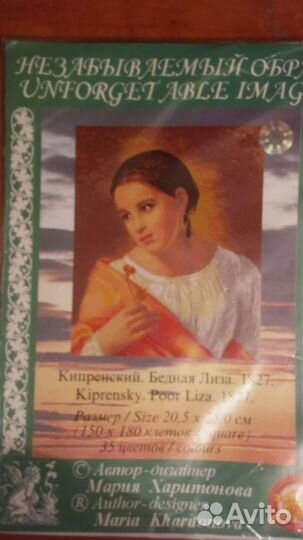 НЕЗАБЫВАЕМЫЙ ОБР
UNFORGETABLE IMAG
Кипренский. Бедная Лиза. 1827.
Kiprensky. Poor Liza. 1827.
Размер / Size 20,5 x 25,0 см
(150 x 180 клеток / square)
35 цветов / colours
© Автор-дизайнер
Мария Харитонова
® Author-designer
Maria Kharitonova
Avito